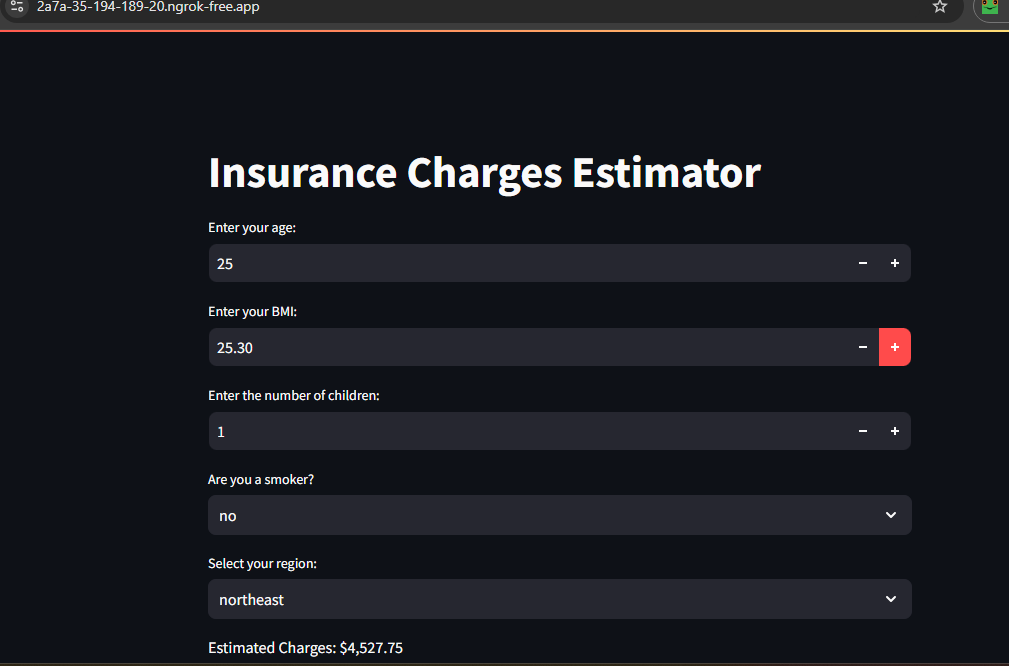 2a7a-35-194-189-20.ngrok-free.app
Insurance Charges Estimator
Enter your age:
25
Enter your BMI:
25.30
Enter the number of children:
1
Are you a smoker?
no
Select your region:
northeast
Estimated Charges: $4,527.75